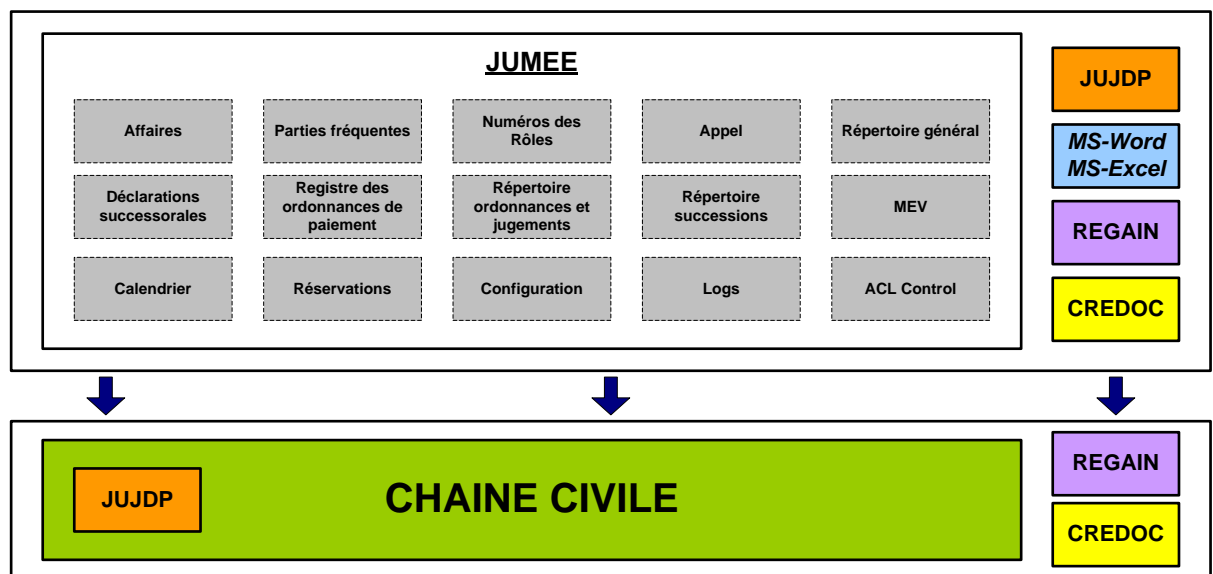 JUMEE
Affaires
Parties fréquentes
Numéros des
Rôles
Appel
Répertoire général
Déclarations
successorales
Registre des
ordonnances de
paiement
Répertoire
ordonnances et
jugements
Répertoire
successions
MEV
Calendrier
Réservations
Configuration
Logs
ACL Control
JUJDP
MS-Word
MS-Excel
REGAIN
CREDOC
JUJDP
CHAINE CIVILE
REGAIN
CREDOC